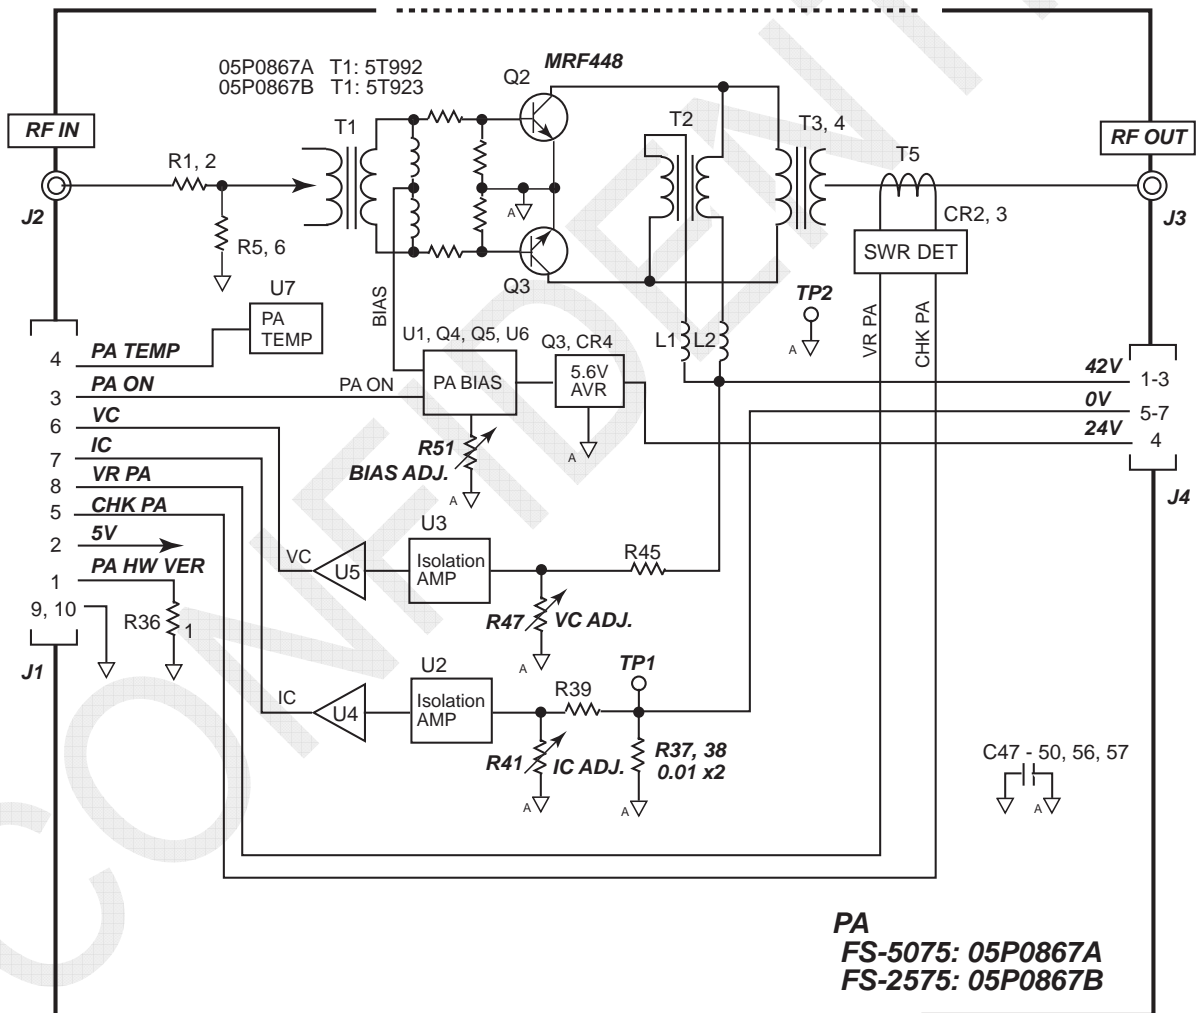 05P0867A T1: 5T992
05P0867B T1: 5T923
MRF448
Q2
RF IN
T1
T2
T3, 4
RF OUT
R1, 2
T5
J2
CR2, 3
J3
R5, 6
SWR DET
Q3
U7
PA
TEMP
BIAS
TP2
A
A
VR PA
CHK PA
U1, Q4, Q5, U6
Q3, CR4
L1
L2
4
PA TEMP
PA BIAS
5.6V
AVR
42V
1-3
3
PA ON
PA ON
0V
5-7
6
VC
24V
4
R51
BIAS ADJ.
A
A
7
IC
8
VR PA
J4
5
CHK PA
2
5V
U3
VC
U5
Isolation
AMP
R45
1
PA HW VER
9, 10
R36
1
R47
VC ADJ.
A
J1
U2
TP1
IC
U4
Isolation
AMP
R39
R41
IC ADJ.
A
R37, 38
0.01 x2
A
C47 - 50, 56, 57
A
PA
FS-5075: 05P0867A
FS-2575: 05P0867B
CONFIDENT